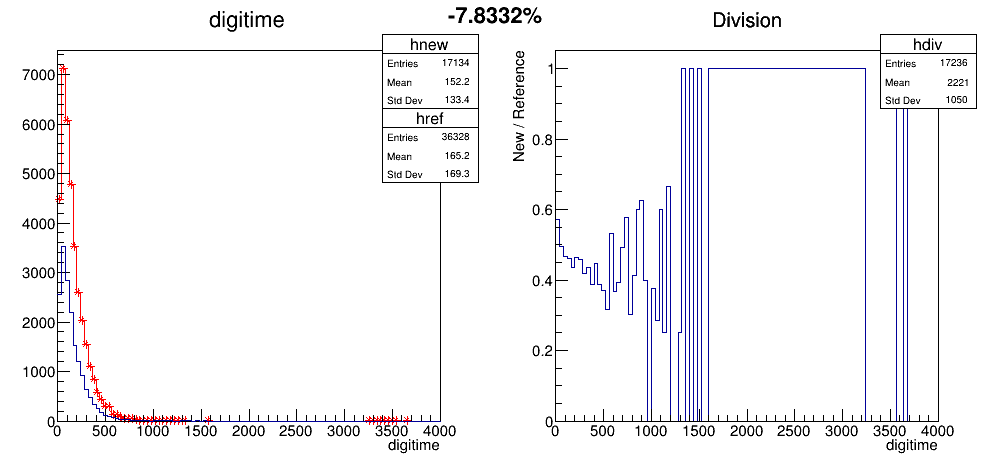 -7.8332%
digitime
hnew
Entries 17134
Mean 152.2
Std Dev 133.4
href
Entries 36328
Mean 165.2
Std Dev 169.3
7000
6000
5000
4000
3000
2000
1000
0
0 500 1000 1500 2000 2500 3000 3500 4000
digitime
Division
hdiv
Entries 17236
Mean 2221
Std Dev 1050
New / Reference
1
0.8
0.6
0.4
0.2
0
0 500 1000 1500 2000 2500 3000 3500 4000
digitime